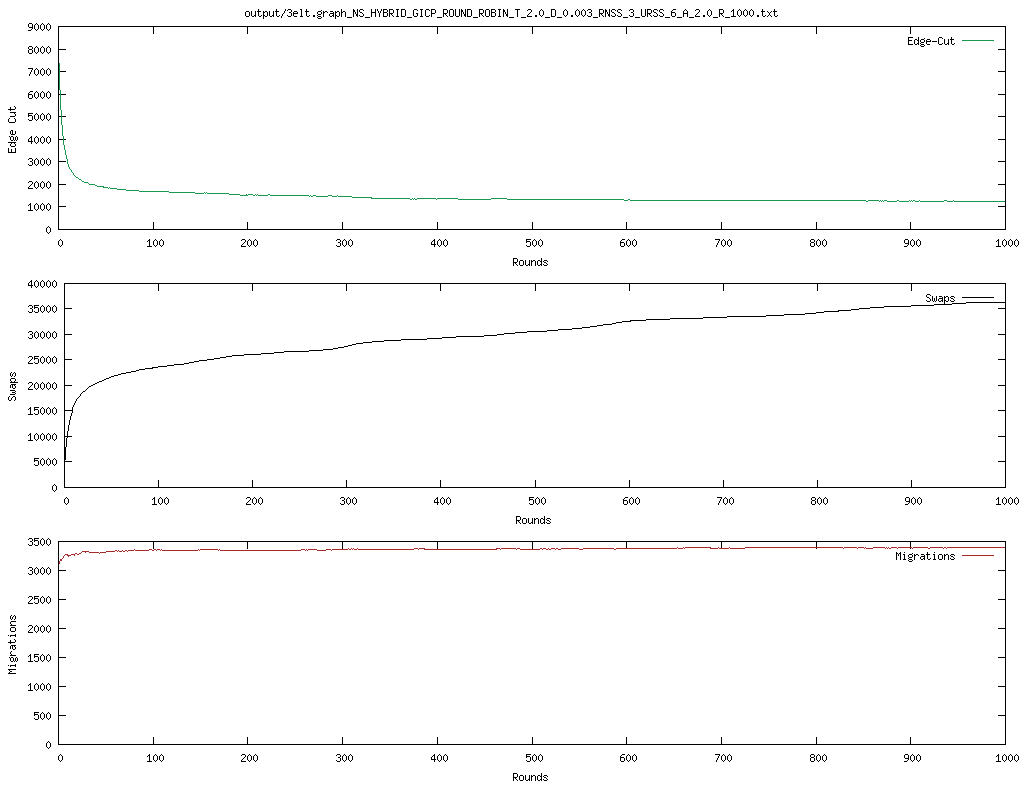 output/3elt.graph_NS_HYBRID_GICP_ROUND_ROBIN_T_2.0_D_0.003_RNSS_3_URSS_6_A_2.0_R_1000.txt
9000
8000
7000
6000
5000
4000
3000
2000
1000
0
Edge Cut
Edge-Cut
0 100 200 300 400 500 600 700 800 900 1000
Rounds
40000
35000
30000
25000
20000
15000
10000
5000
0
Swaps
Swaps
0 100 200 300 400 500 600 700 800 900 1000
Rounds
3500
3000
2500
2000
1500
1000
500
0
Migrations
Migrations
0 100 200 300 400 500 600 700 800 900 1000
Rounds